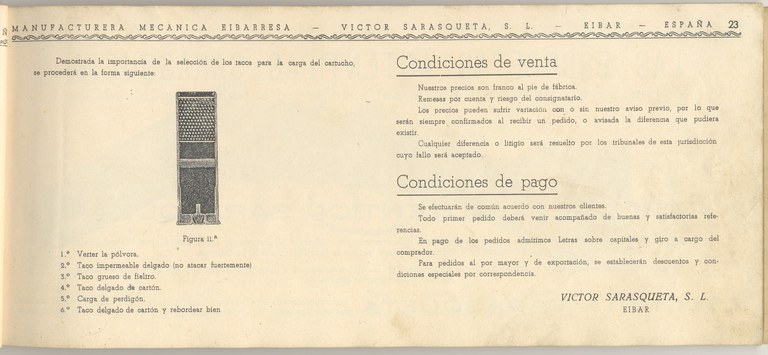 MANUFACTURERA MECANICA EIBARRESA — VICTOR SARASQUETA, S. L. — EIBAR — ESPAÑA 23
Demostrada la importancia de la selección de los tacos para la carga del cartucho,
se procederá en la forma siguiente:
Figura 11.ª
1.º Verter la pólvora.
2.º Taco impermeable delgado (no atacar fuertemente)
3.º Taco grueso de fieltro.
4.º Taco delgado de cartón.
5.º Carga de perdigón.
6.º Taco delgado de cartón y rebordear bien
Condiciones de venta
Nuestros precios son franco al pie de fábrica.
Remesas por cuenta y riesgo del consignatario.
Los precios pueden sufrir variación con o sin nuestro aviso previo, por lo que
serán siempre confirmados al recibir un pedido, o avisada la diferencia que pudiera
existir.
Cualquier diferencia o litigio será resuelto por los tribunales de esta jurisdicción
cuyo fallo será aceptado.
Condiciones de pago
Se efectuarán de común acuerdo con nuestros clientes.
Todo primer pedido deberá venir acompañado de buenas y satisfactorias refe-
rencias.
En pago de los pedidos admitimos Letras sobre capitales y giro a cargo del
comprador.
Para pedidos al por mayor y de exportación, se establecerán descuentos y con-
diciones especiales por correspondencia.
VICTOR SARASQUETA, S. L.
EIBAR